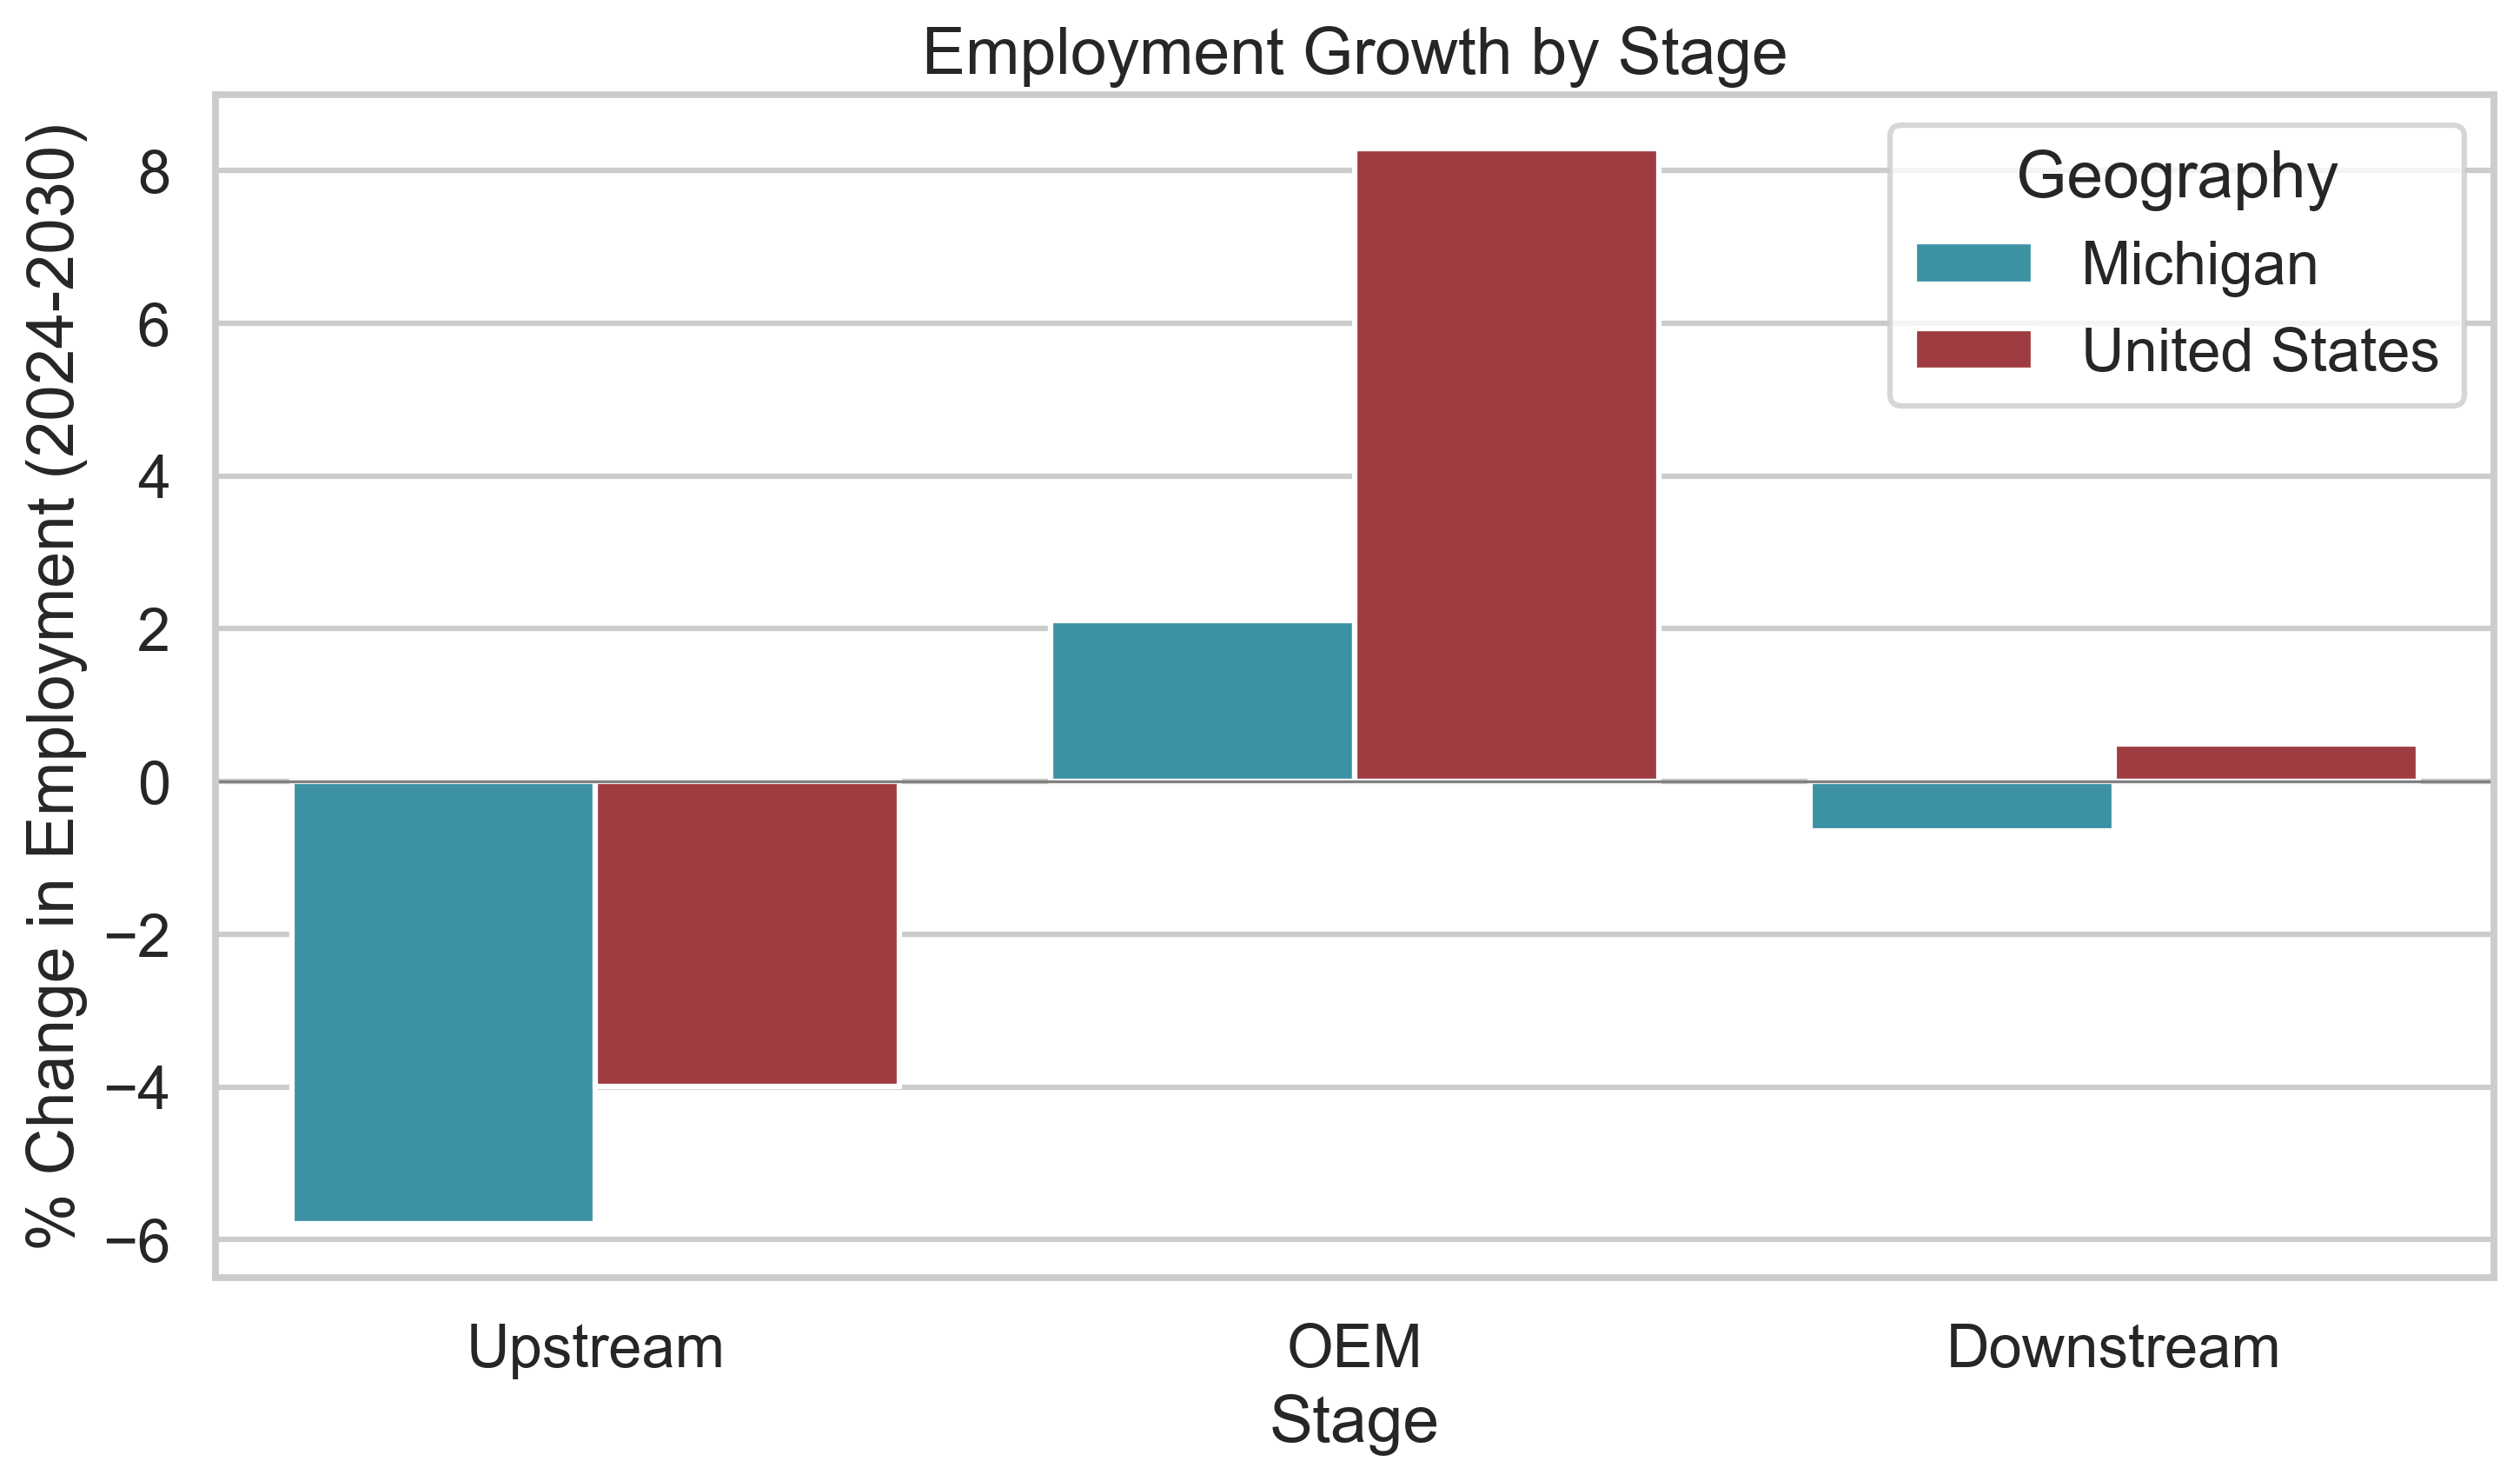 Employment Growth by Stage
% Change in Employment (2024-2030)
8
6
4
2
0
−2
−4
−6
Geography
Michigan
United States
Upstream
OEM
Downstream
Stage